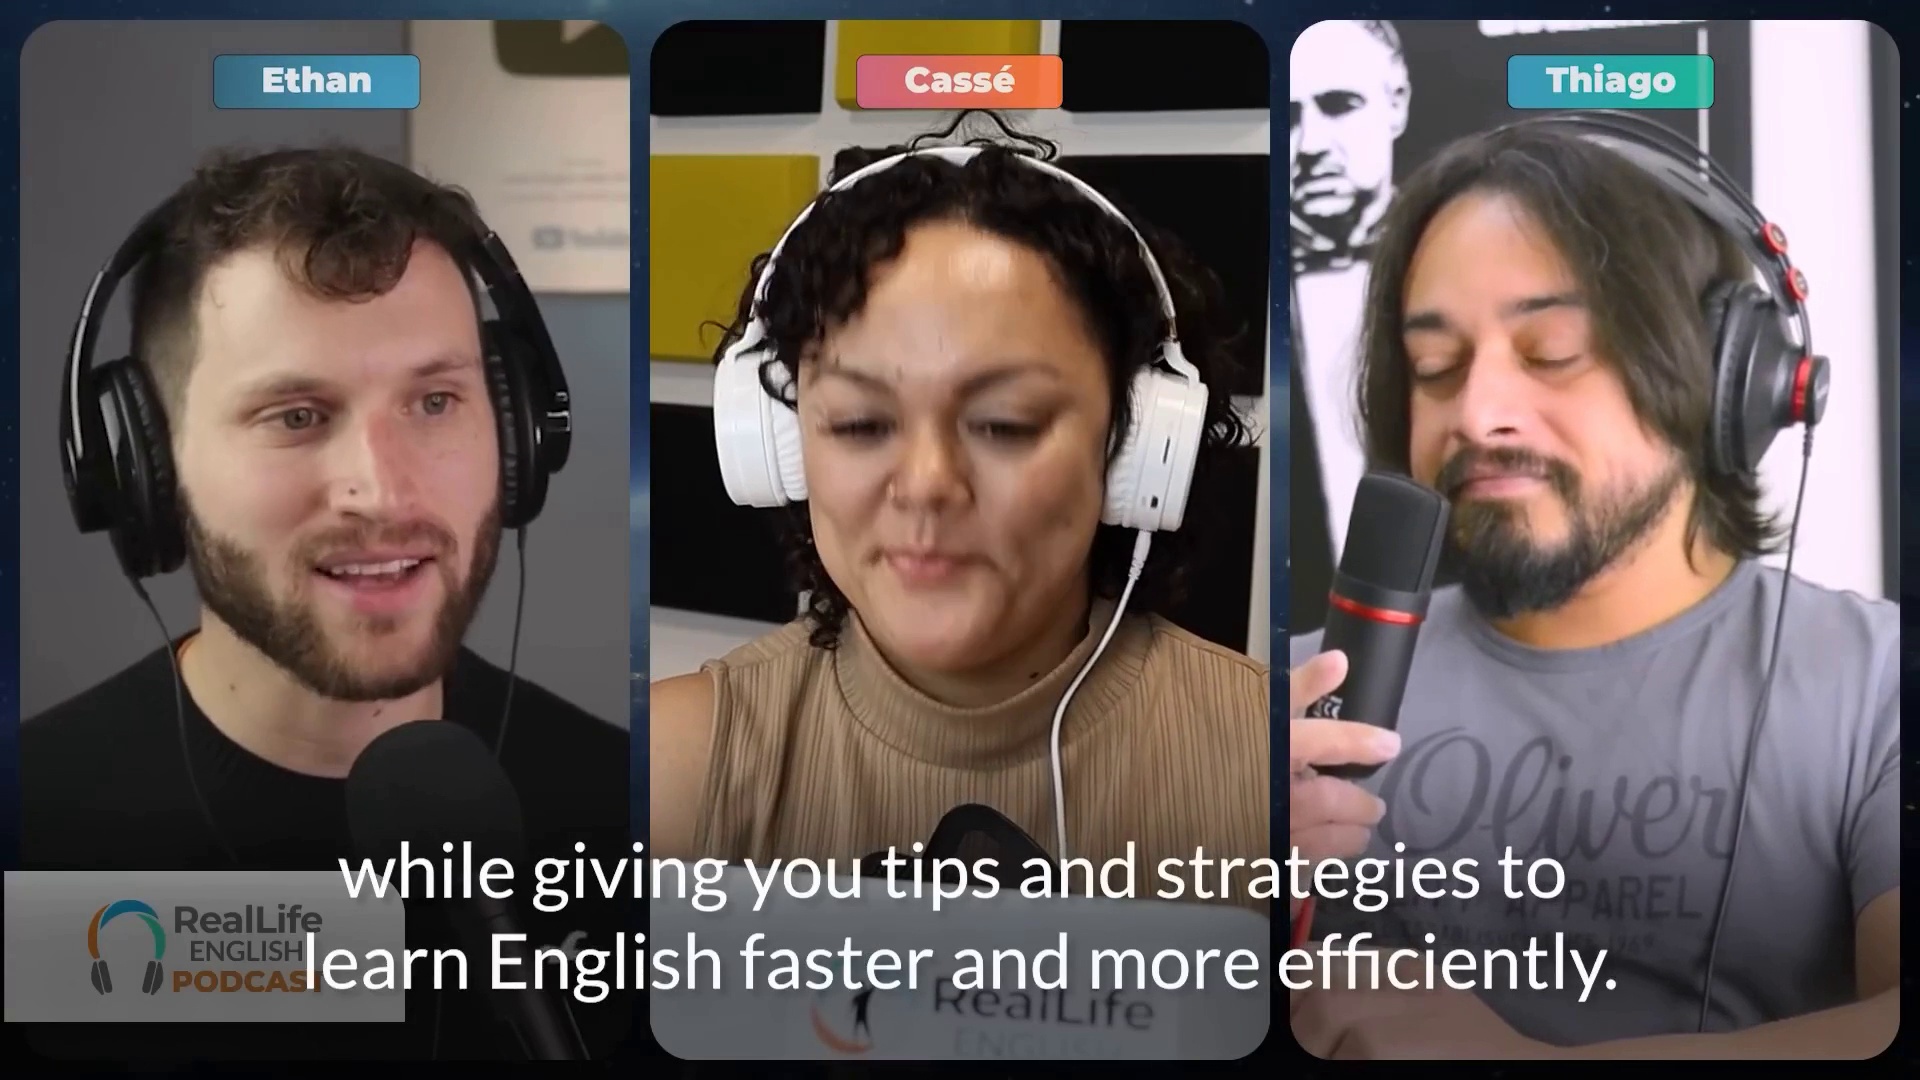 Ethan
Cassé
Thiago
while giving you tips and strategies to
learn English faster and more efficiently.
RealLife
ENGLISH
PODCAST
RealLife
ENGLISH
Oliver
APPAREL